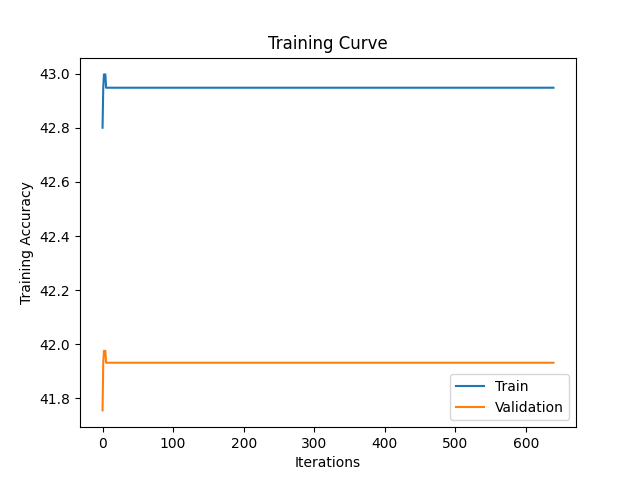 Training Curve
43.0
42.8
42.6
42.4
42.2
42.0
41.8
Training Accuracy
0 100 200 300 400 500 600
Iterations
Train
Validation